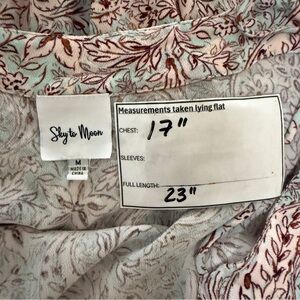 Sky to Moon
M
MADE IN
CHINA
Measurements taken lying flat
CHEST: 17"
SLEEVES:
FULL LENGTH:
23"